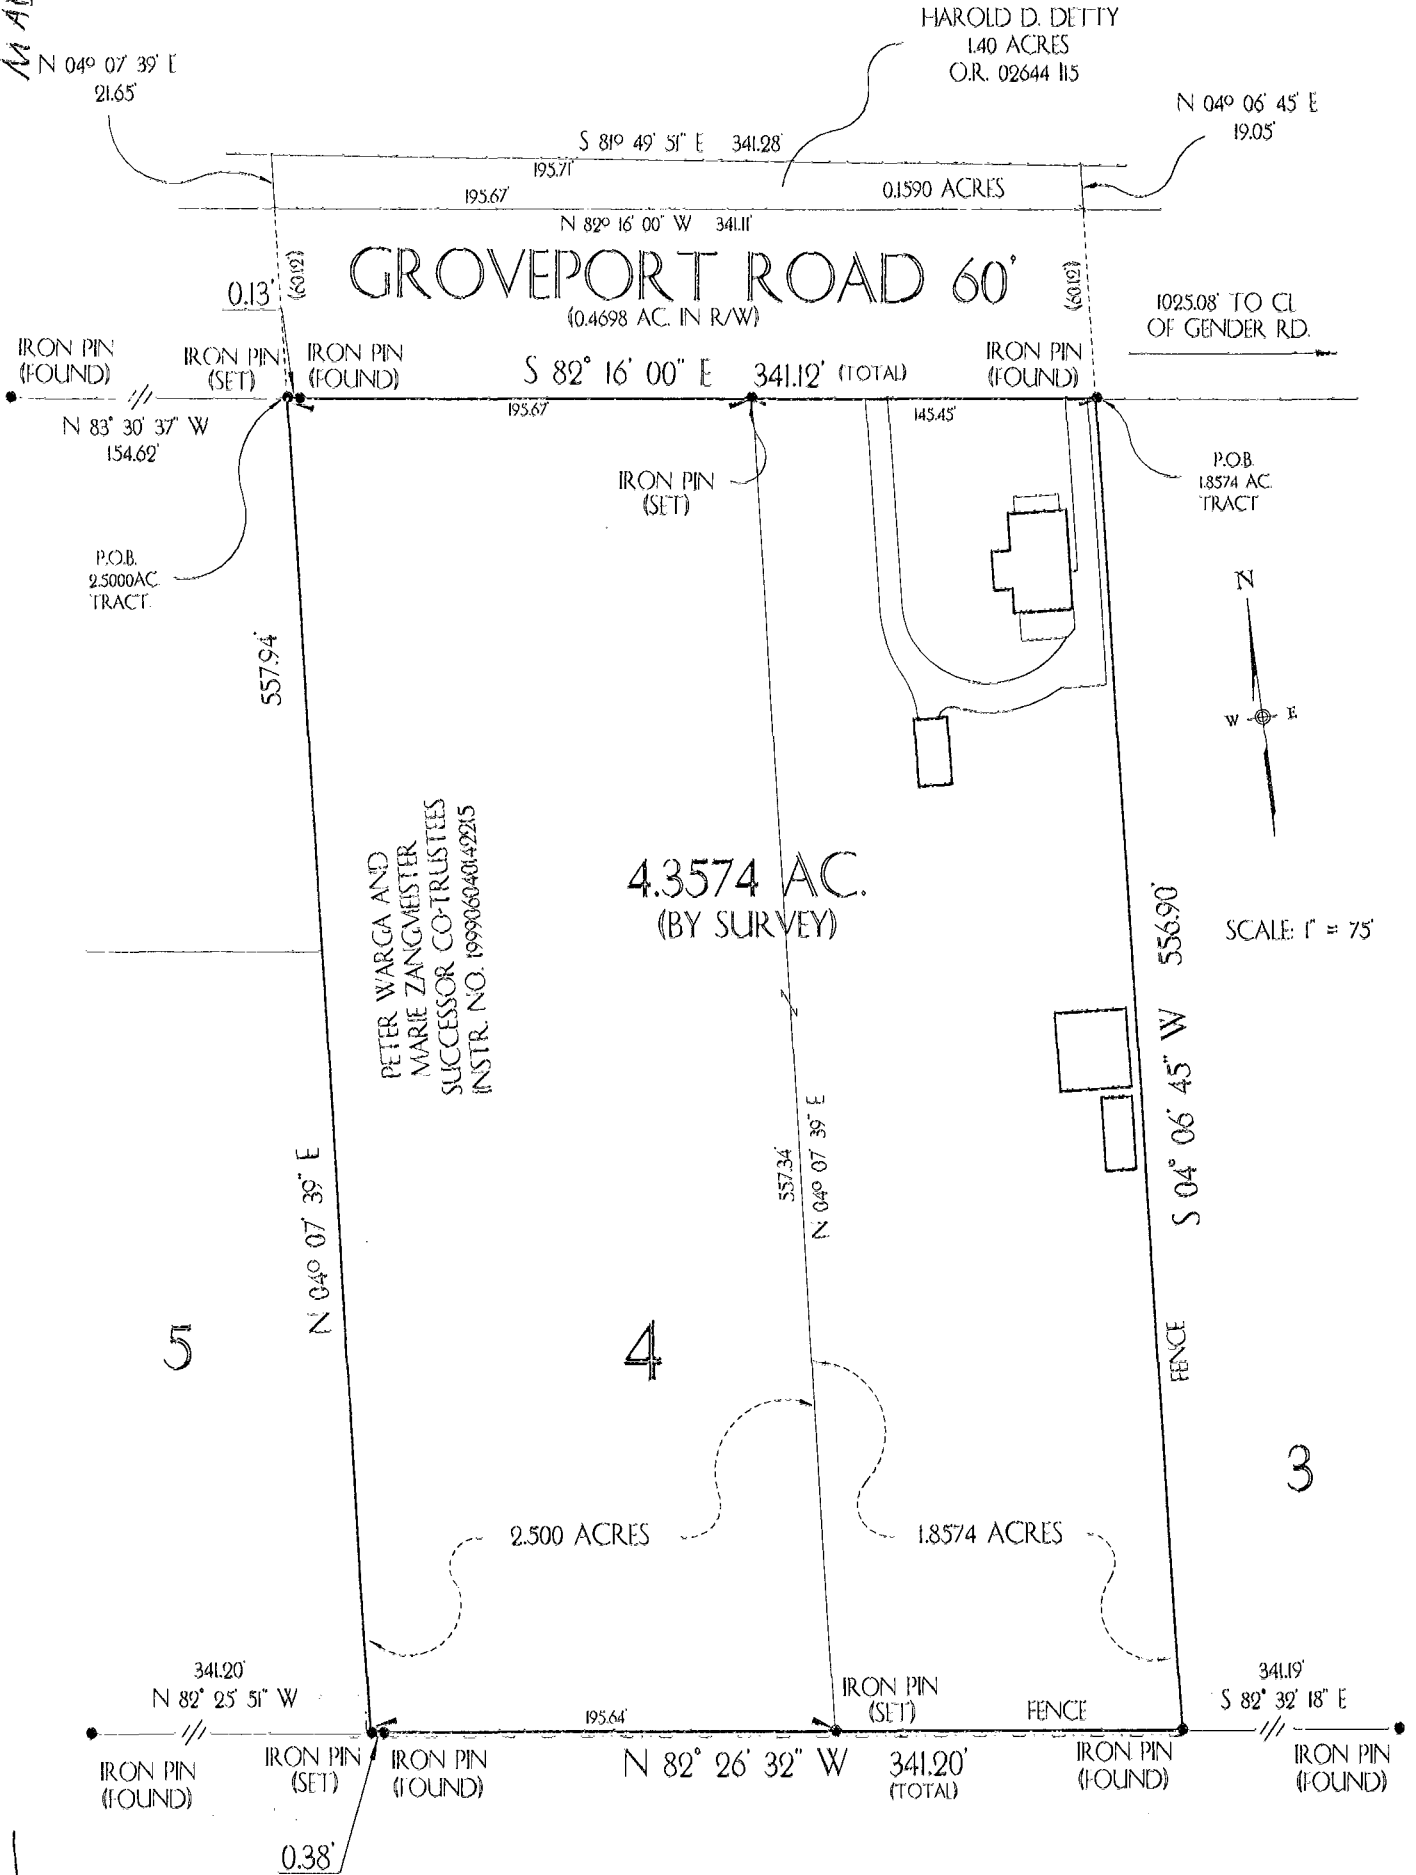 N 04º 07' 39' E
21.65'
HAROLD D. DETTY
1.40 ACRES
O.R. 02644 I15
N 04º 06' 45' E
19.05'
S 81º 49' 51" E 341.28'
195.71'
195.67'
0.1590 ACRES
N 82º 16' 00" W 341.11'
GROVEPORT ROAD 60'
(0.4698 AC. IN R/W)
(60.12')
(60.12')
0.13'
1025.08' TO CL
OF GENDER RD.
IRON PIN
(FOUND)
IRON PIN
(SET)
IRON PIN
(FOUND)
S 82° 16' 00" E 341.12' (TOTAL)
IRON PIN
(FOUND)
N 83° 30' 37" W
154.62'
195.67'
145.45'
IRON PIN
(SET)
P.O.B.
1.8574 AC.
TRACT
P.O.B.
2.5000AC.
TRACT.
N
W E
557.94'
PETER WARGA AND
MARIE ZANGMEISTER
SUCCESSOR CO-TRUSTEES
INSTR. NO. 199906040142215
4.3574 AC.
(BY SURVEY)
556.90'
SCALE: 1" = 75'
S 04° 06' 45" W
557.34'
N 04º 07' 39" E
N 04º 07' 39" E
FENCE
5
4
3
2.500 ACRES
1.8574 ACRES
341.20'
N 82° 25' 51" W
195.64'
IRON PIN
(SET)
FENCE
341.19'
S 82° 32' 18" E
IRON PIN
(FOUND)
IRON PIN
(SET)
IRON PIN
(FOUND)
N 82° 26' 32" W 341.20'
(TOTAL)
IRON PIN
(FOUND)
IRON PIN
(FOUND)
0.38'